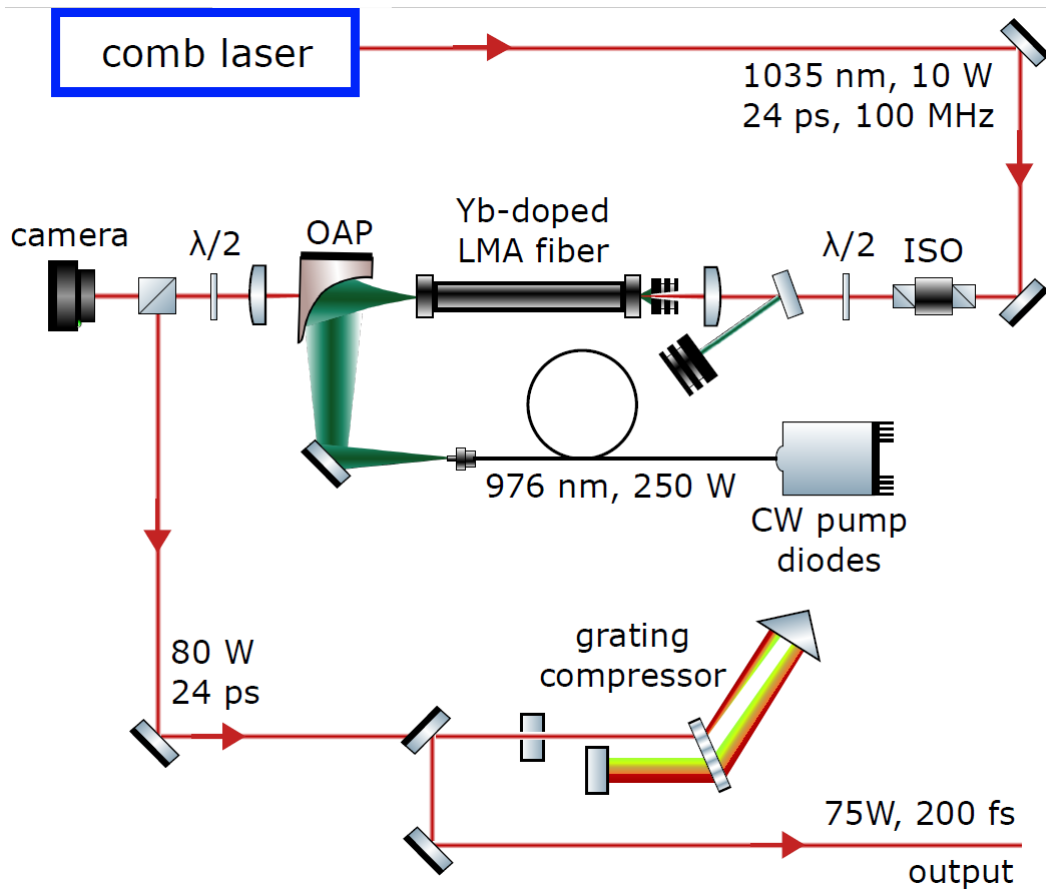 comb laser
1035 nm, 10 W
24 ps, 100 MHz
camera
λ/2
OAP
Yb-doped
LMA fiber
λ/2
ISO
976 nm, 250 W
CW pump
diodes
80 W
24 ps
grating
compressor
75W, 200 fs
output